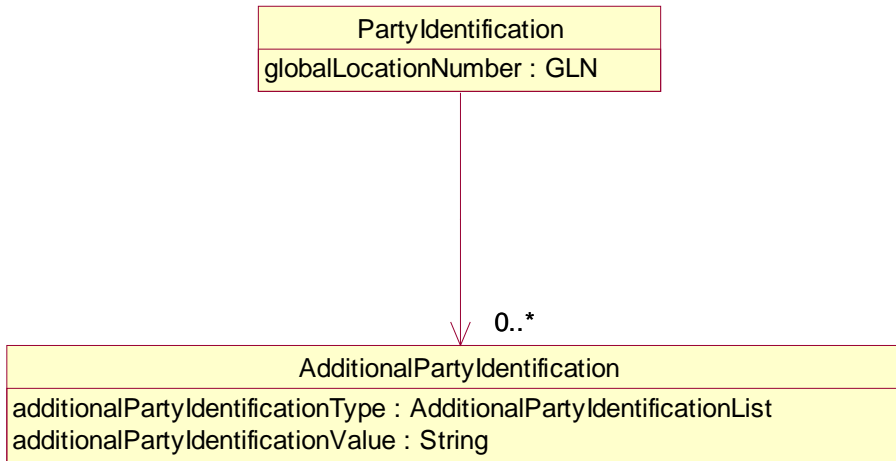 PartyIdentification
globalLocationNumber : GLN
0..*
AdditionalPartyIdentification
additionalPartyIdentificationType : AdditionalPartyIdentificationList
additionalPartyIdentificationValue : String